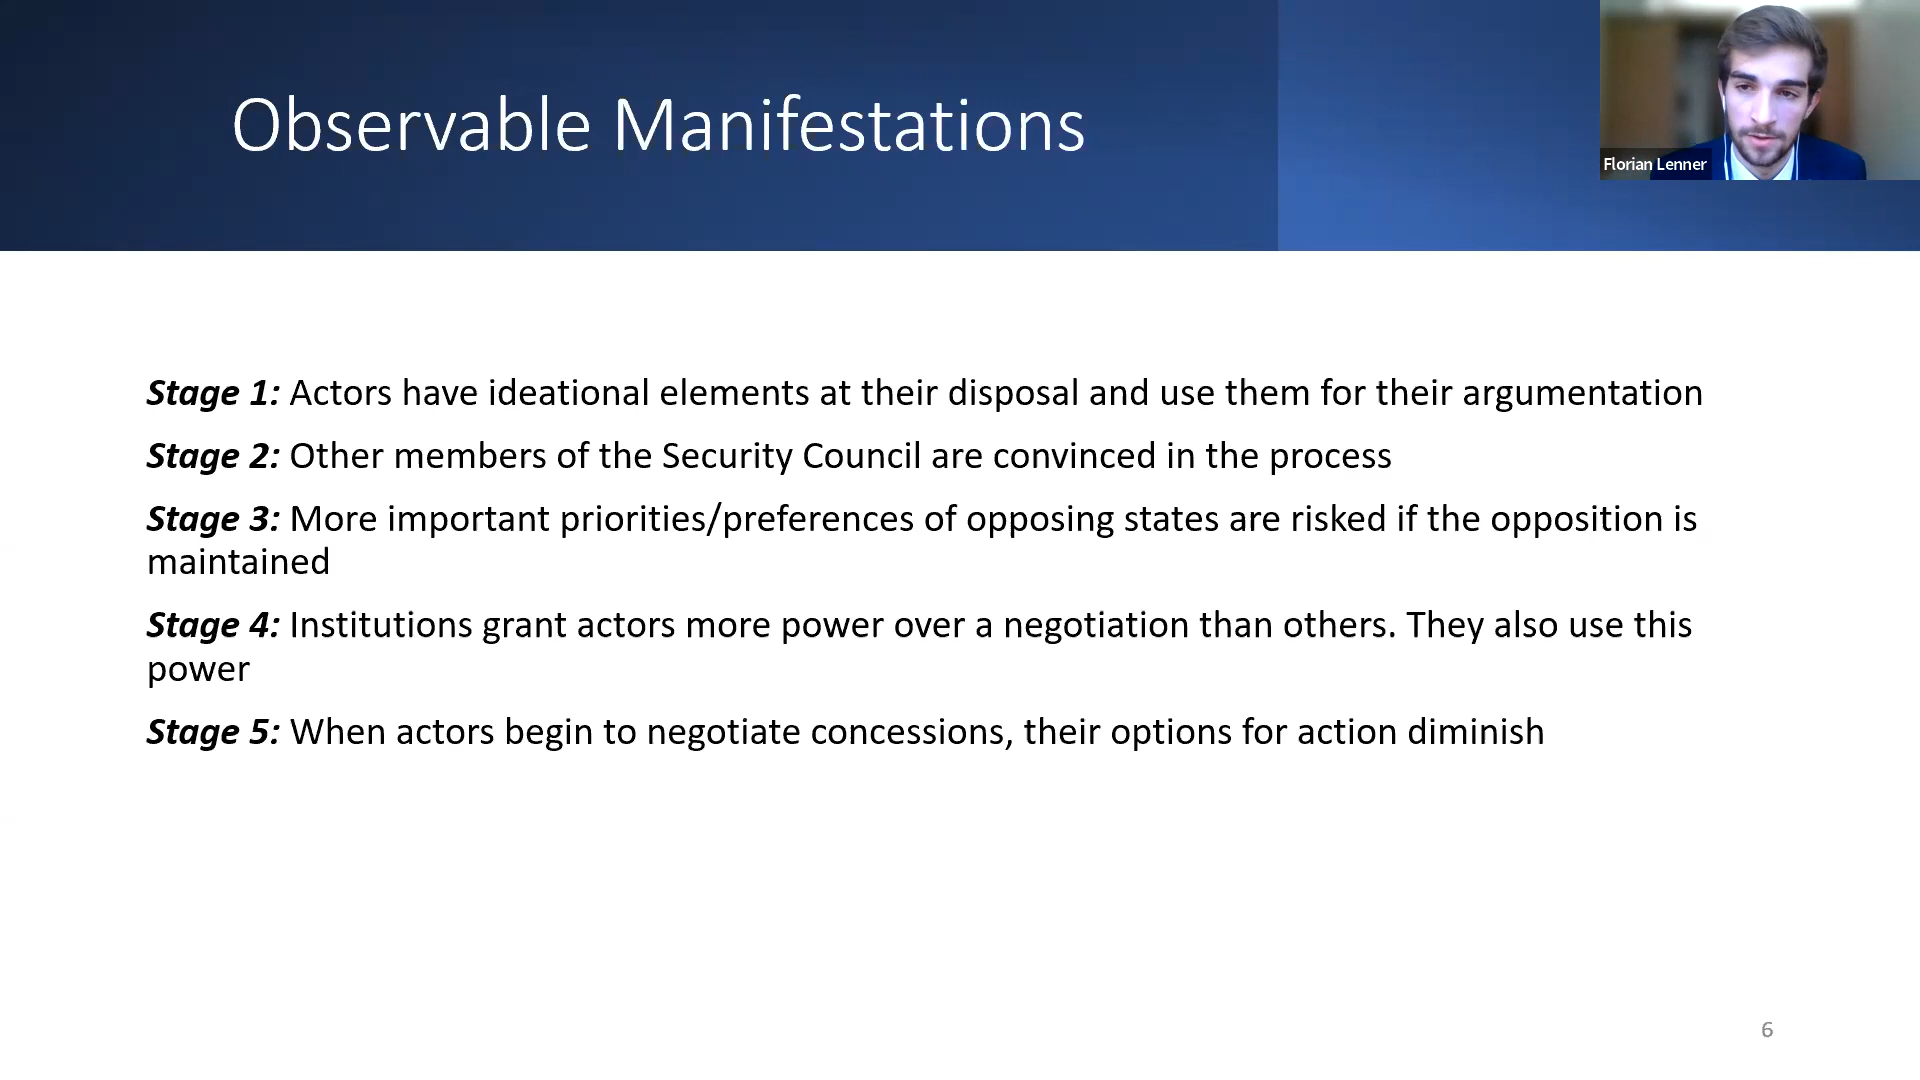 Observable Manifestations
Florian Lenner
Stage 1: Actors have ideational elements at their disposal and use them for their argumentation
Stage 2: Other members of the Security Council are convinced in the process
Stage 3: More important priorities/preferences of opposing states are risked if the opposition is
maintained
Stage 4: Institutions grant actors more power over a negotiation than others. They also use this
power
Stage 5: When actors begin to negotiate concessions, their options for action diminish
6